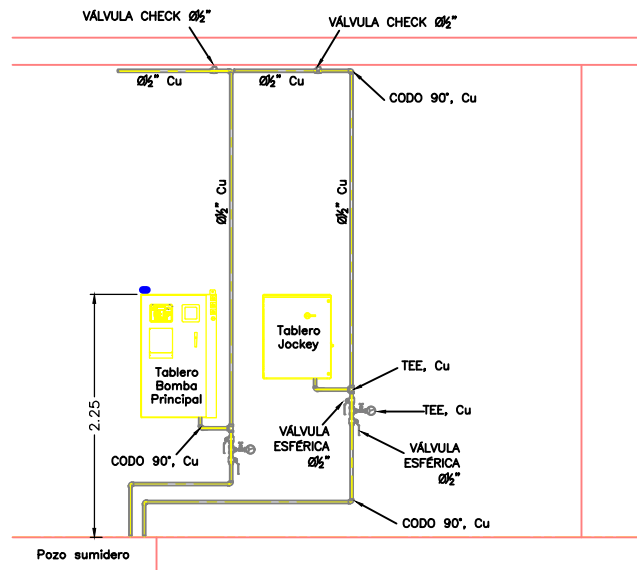 VÁLVULA CHECK Ø½"
VÁLVULA CHECK Ø½"
Ø½" Cu
Ø½" Cu
CODO 90°, Cu
Ø½" Cu
Ø½" Cu
Tablero
Bomba
Principal
Tablero
Jockey
2.25
TEE, Cu
TEE, Cu
VÁLVULA
ESFÉRICA
Ø½"
VÁLVULA
ESFÉRICA
Ø½"
CODO 90°, Cu
CODO 90°, Cu
Pozo sumidero